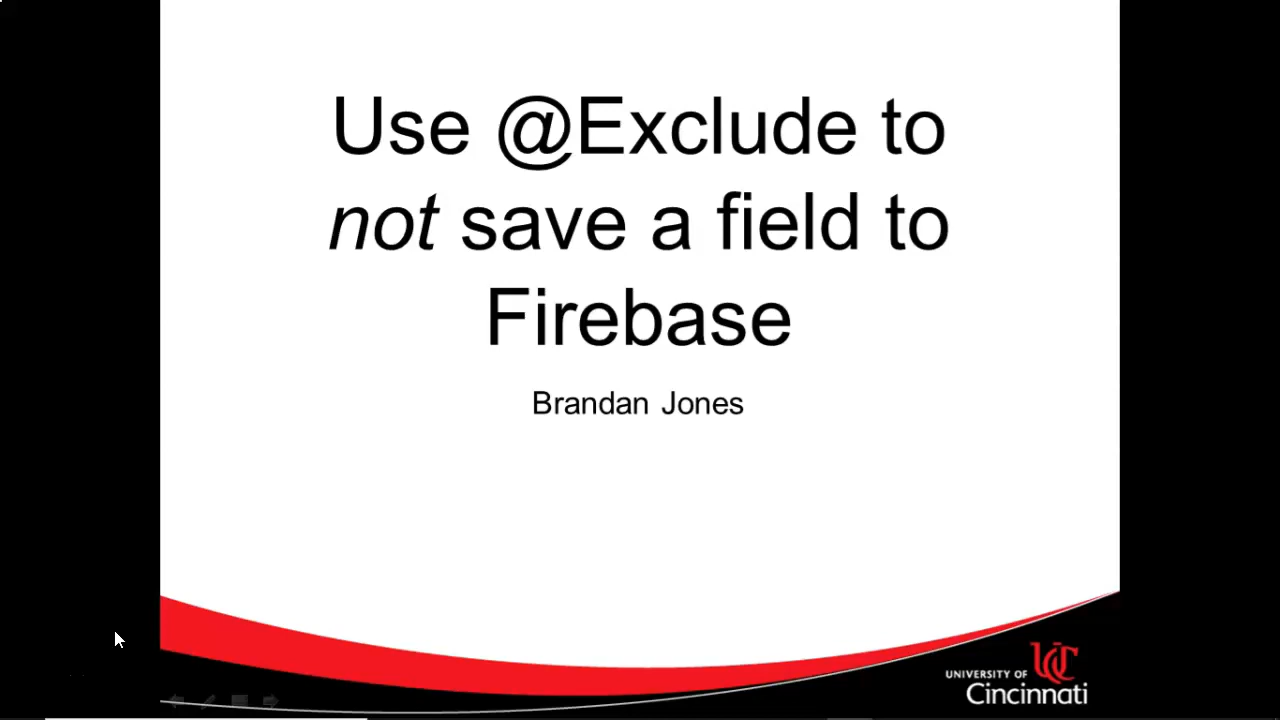 Use @Exclude to
not save a field to
Firebase
Brandan Jones
UNIVERSITY OF
Cincinnati